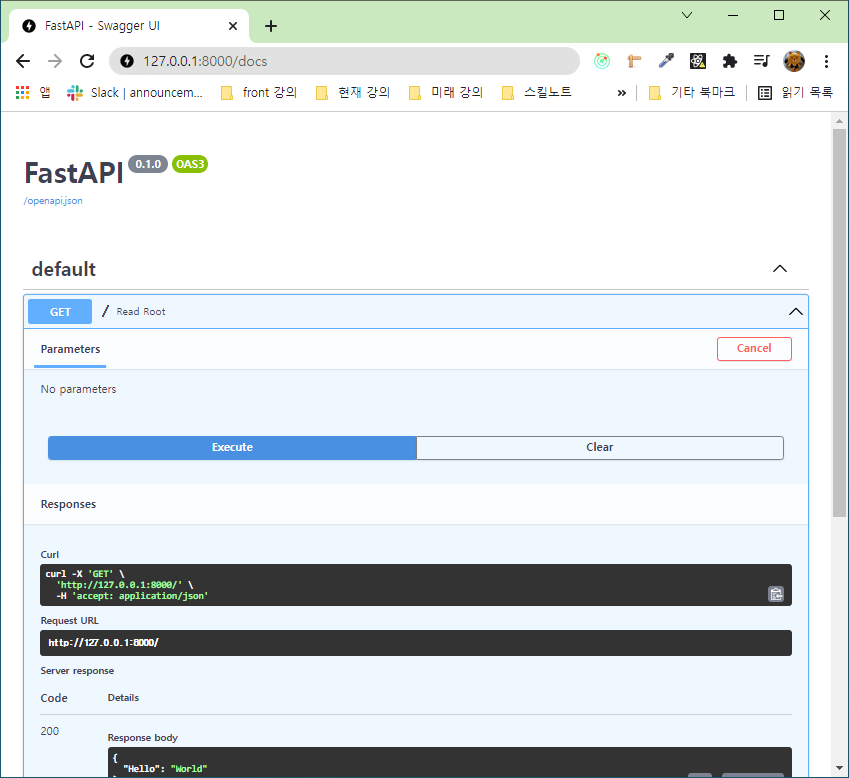 FastAPI - Swagger UI
127.0.0.1:8000/docs
앱 Slack | announcem... front 강의 현재 강의 미래 강의 스킬노트 » 기타 북마크 읽기 목록
FastAPI 0.1.0 OAS3
/openapi.json
default
GET / Read Root
Parameters Cancel
No parameters
Execute Clear
Responses
Curl
curl -X 'GET' \
'http://127.0.0.1:8000/' \
-H 'accept: application/json'
Request URL
http://127.0.0.1:8000/
Server response
Code Details
200
Response body
{
"Hello": "World"